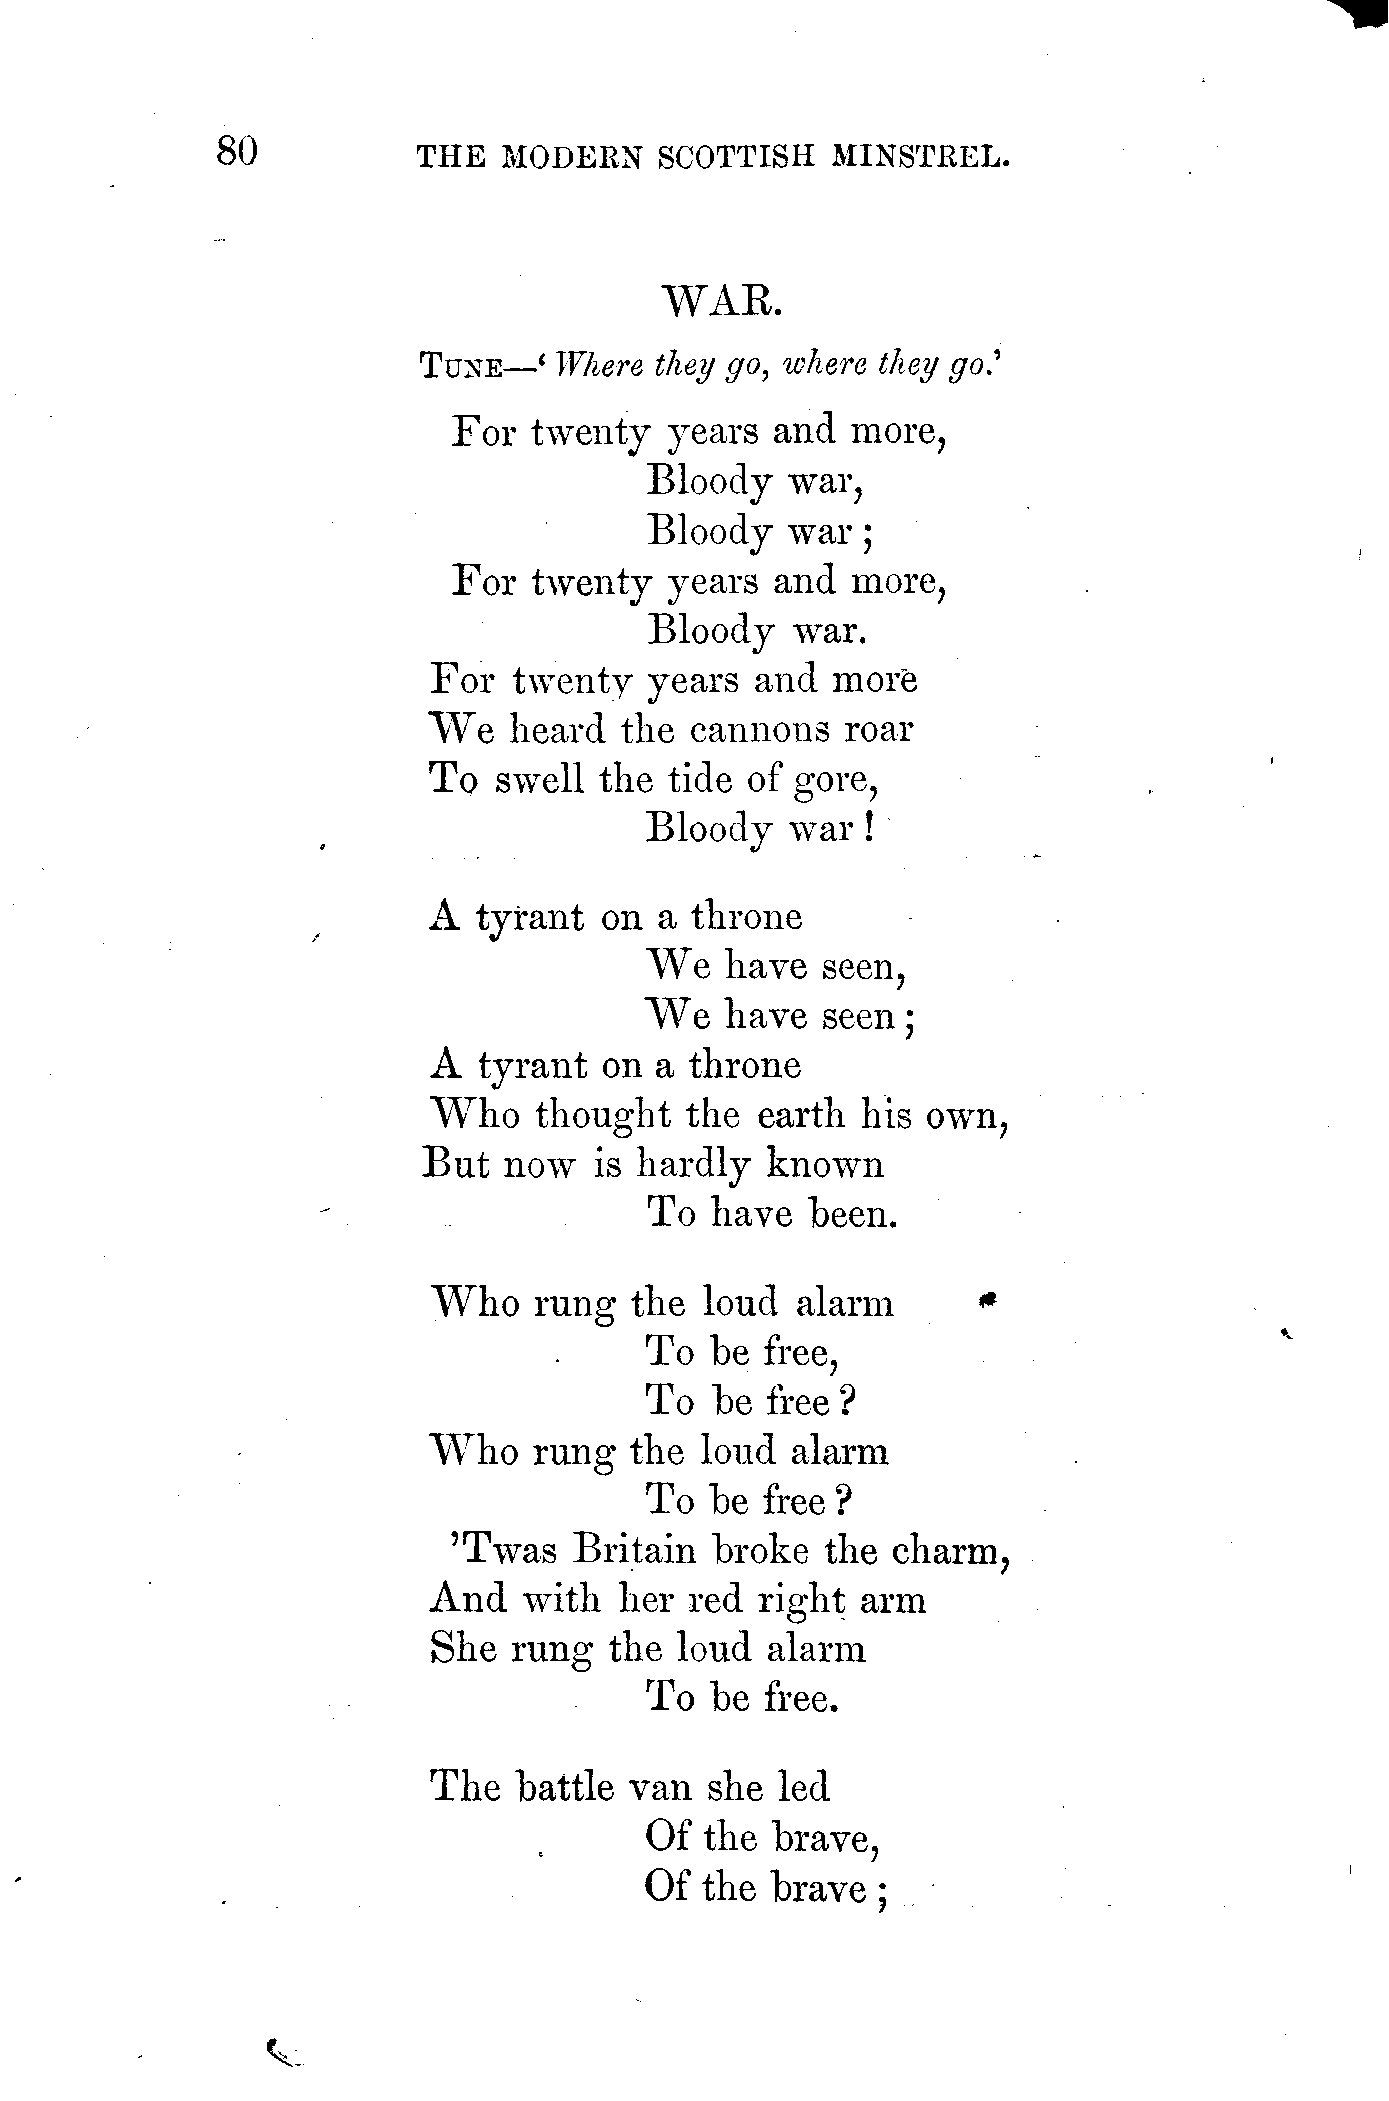 80 THE MODERN SCOTTISH MINSTREL.
WAR.
TUNE—‘Where they go, where they go.’
For twenty years and more,
Bloody war,
Bloody war;
For twenty years and more,
Bloody war.
For twenty years and more
We heard the cannons roar
To swell the tide of gore,
Bloody war!
A tyrant on a throne
We have seen,
We have seen;
A tyrant on a throne
Who thought the earth his own,
But now is hardly known
To have been.
Who rung the loud alarm
To be free,
To be free?
Who rung the loud alarm
To be free?
’Twas Britain broke the charm,
And with her red right arm
She rung the loud alarm
To be free.
The battle van she led
Of the brave,
Of the brave;